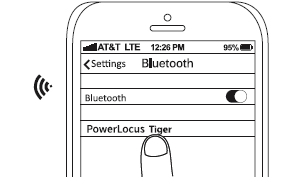 AT&T LTE 12:26 PM 95%
Settings Bluetooth
Bluetooth
PowerLocus Tiger